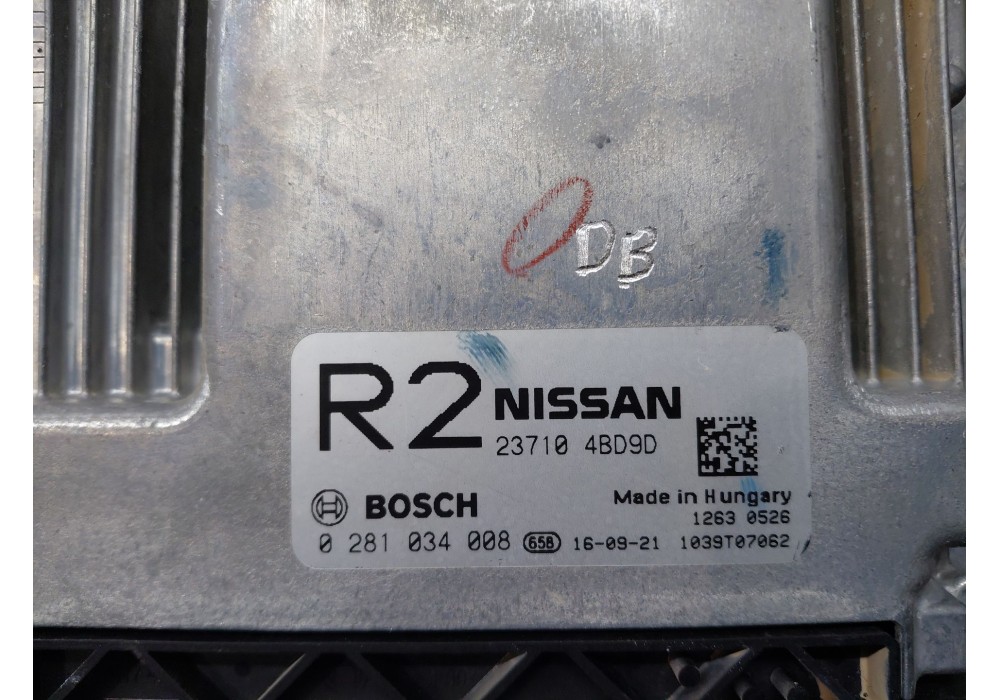 DB
R2 NISSAN
23710 4BD9D
BOSCH
Made in Hungary
1263 0526
0 281 034 008 65B 16-09-21 1039T07062